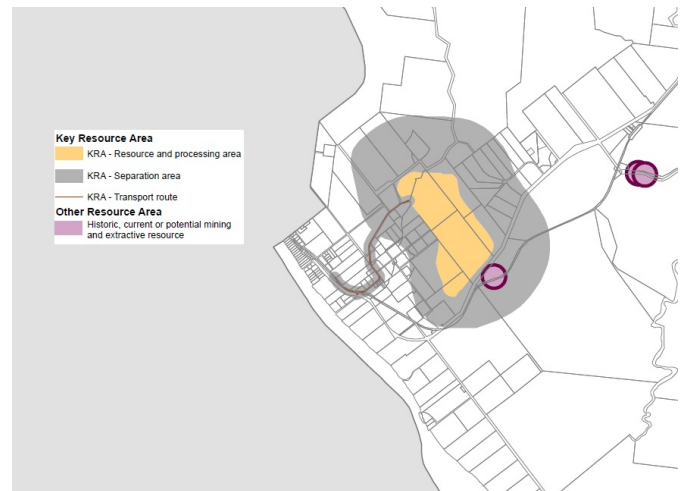 Key Resource Area
KRA - Resource and processing area
KRA - Separation area
KRA - Transport route
Other Resource Area
Historic, current or potential mining
and extractive resource